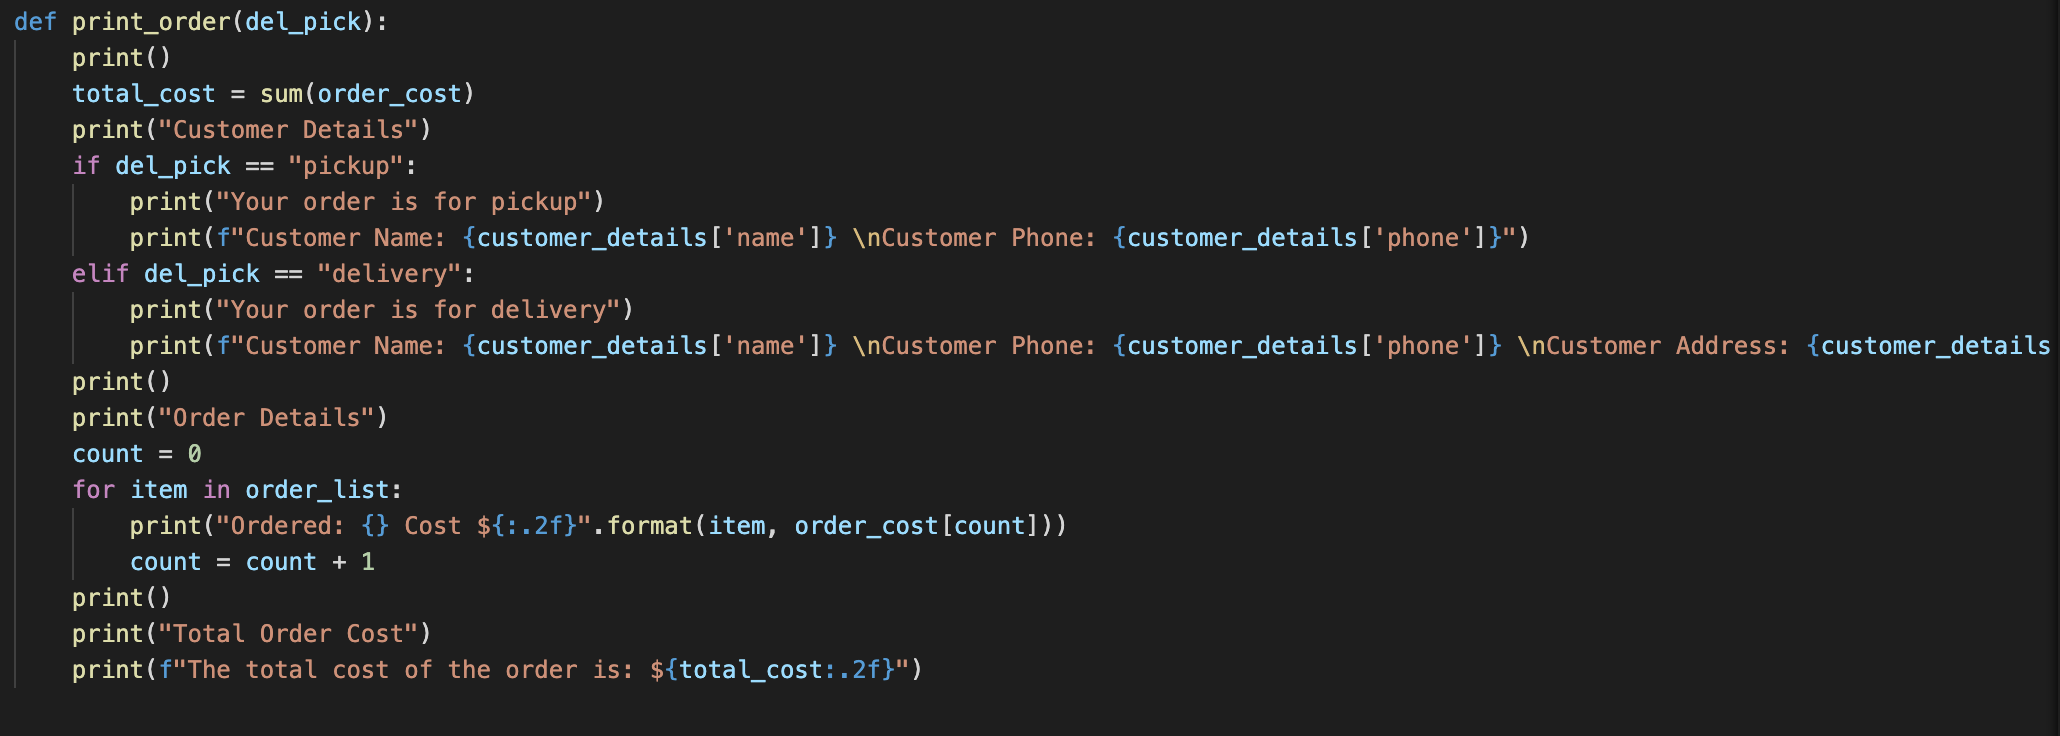 def print_order(del_pick):
    print()
    total_cost = sum(order_cost)
    print("Customer Details")
    if del_pick == "pickup":
        print("Your order is for pickup")
        print(f"Customer Name: {customer_details['name']} \nCustomer Phone: {customer_details['phone']}")
    elif del_pick == "delivery":
        print("Your order is for delivery")
        print(f"Customer Name: {customer_details['name']} \nCustomer Phone: {customer_details['phone']} \nCustomer Address: {customer_details
    print()
    print("Order Details")
    count = 0
    for item in order_list:
        print("Ordered: {} Cost ${:.2f}".format(item, order_cost[count]))
        count = count + 1
    print()
    print("Total Order Cost")
    print(f"The total cost of the order is: ${total_cost:.2f}")